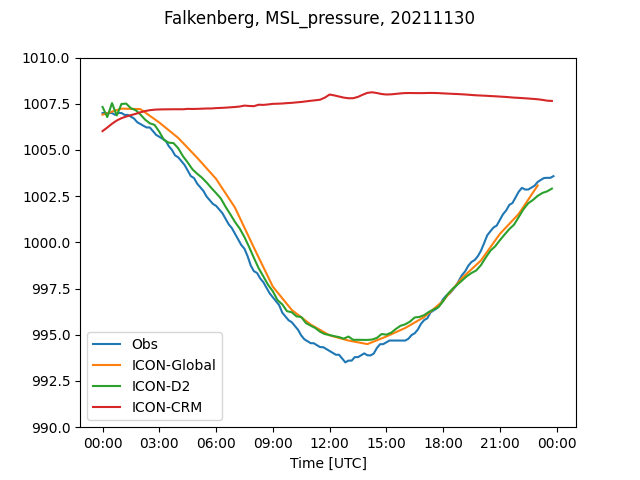 Falkenberg, MSL_pressure, 20211130
1010.0
1007.5
1005.0
1002.5
1000.0
997.5
995.0
992.5
990.0
Obs
ICON-Global
ICON-D2
ICON-CRM
00:00 03:00 06:00 09:00 12:00 15:00 18:00 21:00 00:00
Time [UTC]